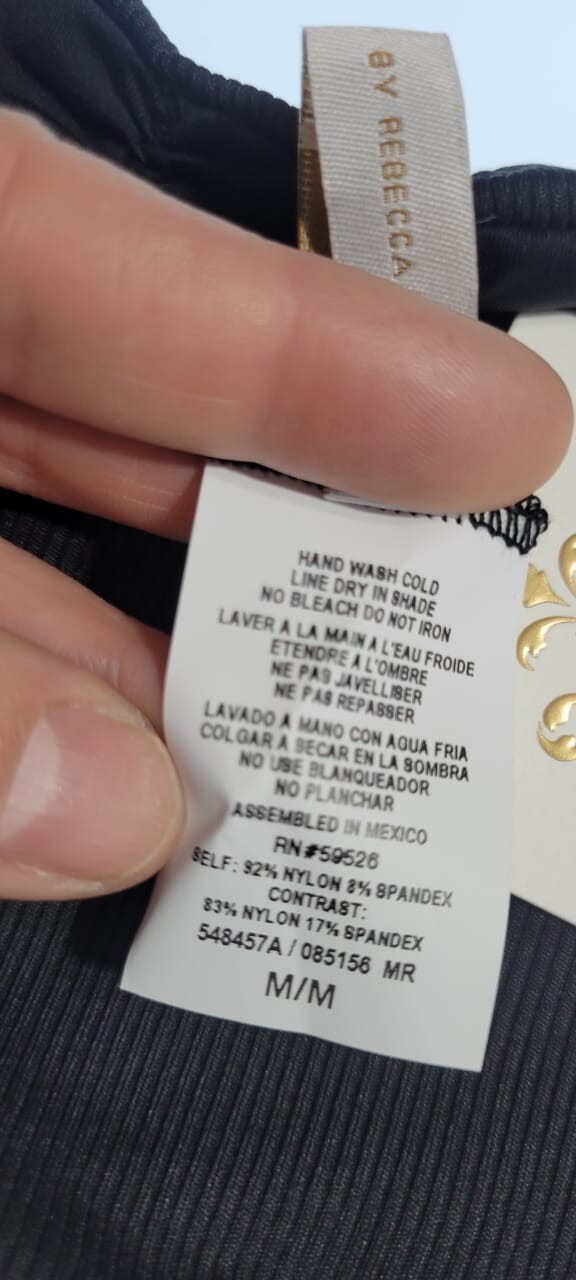 BY REBECCA
HAND WASH COLD
LINE DRY IN SHADE
NO BLEACH DO NOT IRON
LAVER A LA MAIN A L'EAU FROIDE
ETENDRE A L'OMBRE
NE PAS JAVELLISER
NE PAS REPASSER
LAVADO A MANO CON AGUA FRIA
COLGAR A SECAR EN LA SOMBRA
NO USE BLANQUEADOR
NO PLANCHAR
ASSEMBLED IN MEXICO
RN#59526
SELF: 92% NYLON 8% SPANDEX
CONTRAST:
83% NYLON 17% SPANDEX
548457A / 085156 MR
M/M